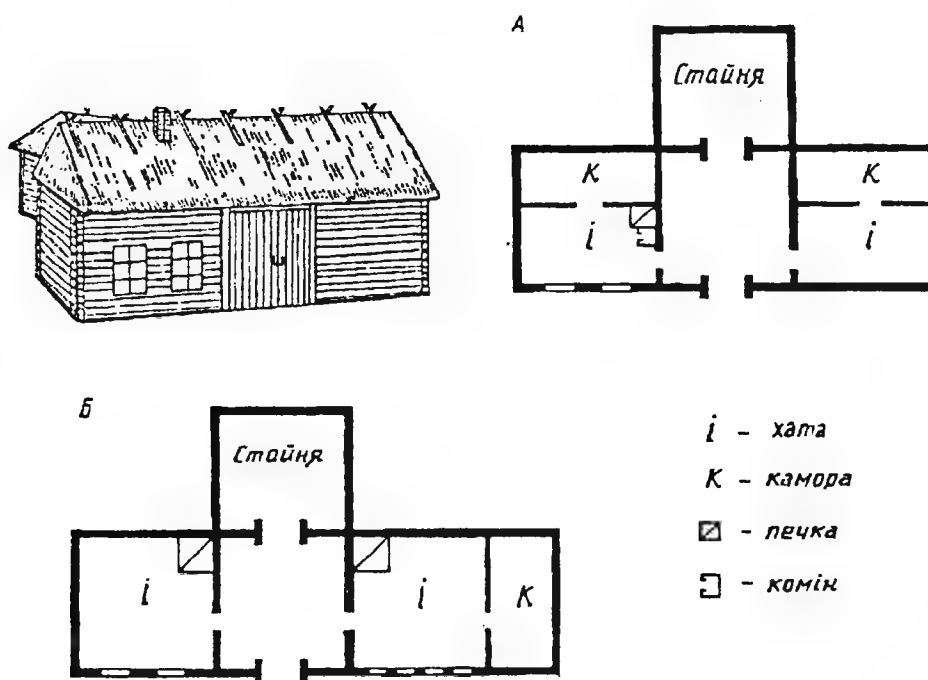 А
Стайня
К
К
і
і
Б
Стайня
і
і
К
і - хата
К - камора
- печка
- комін